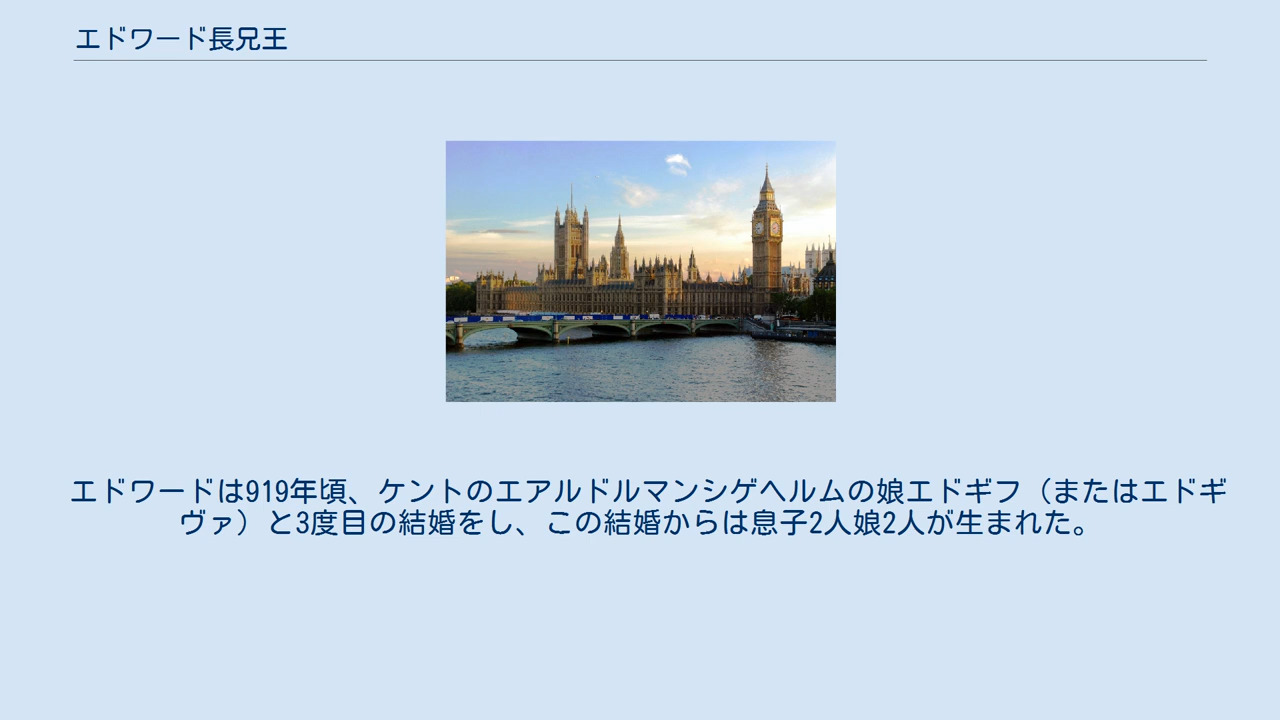 エドワード長兄王
エドワードは919年頃、ケントのエアルドルマンシゲヘルムの娘エドギフ（またはエドギ
ヴァ）と3度目の結婚をし、この結婚からは息子2人娘2人が生まれた。